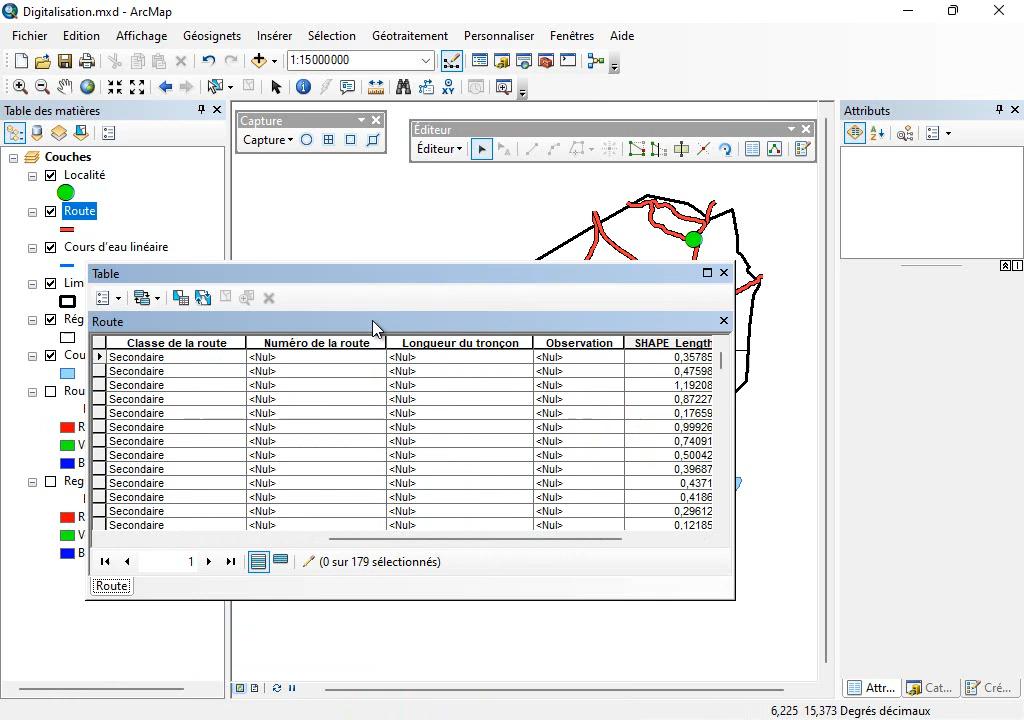 Digitalisation.mxd - ArcMap
Fichier Edition Affichage Géosignets Insérer Sélection Géotraitement Personnaliser Fenêtres Aide
1:15000000
Table des matières
Couches
Localité
Route
Cours d'eau linéaire
Lim
Rég
Cou
Rou
R
V
B
Reg
R
V
B
Capture
Capture
Éditeur
Éditeur
Attributs
Table
Route
Classe de la route Numéro de la route Longueur du tronçon Observation SHAPE_Length
Secondaire <Nul> <Nul> <Nul> 0,35785
Secondaire <Nul> <Nul> <Nul> 0,47598
Secondaire <Nul> <Nul> <Nul> 1,19208
Secondaire <Nul> <Nul> <Nul> 0,87227
Secondaire <Nul> <Nul> <Nul> 0,17659
Secondaire <Nul> <Nul> <Nul> 0,99926
Secondaire <Nul> <Nul> <Nul> 0,74091
Secondaire <Nul> <Nul> <Nul> 0,50042
Secondaire <Nul> <Nul> <Nul> 0,39687
Secondaire <Nul> <Nul> <Nul> 0,4371
Secondaire <Nul> <Nul> <Nul> 0,4186
Secondaire <Nul> <Nul> <Nul> 0,29612
Secondaire <Nul> <Nul> <Nul> 0,12185
1 (0 sur 179 sélectionnés)
Route
Attr... Cat... Cré...
6,225 15,373 Degrés décimaux